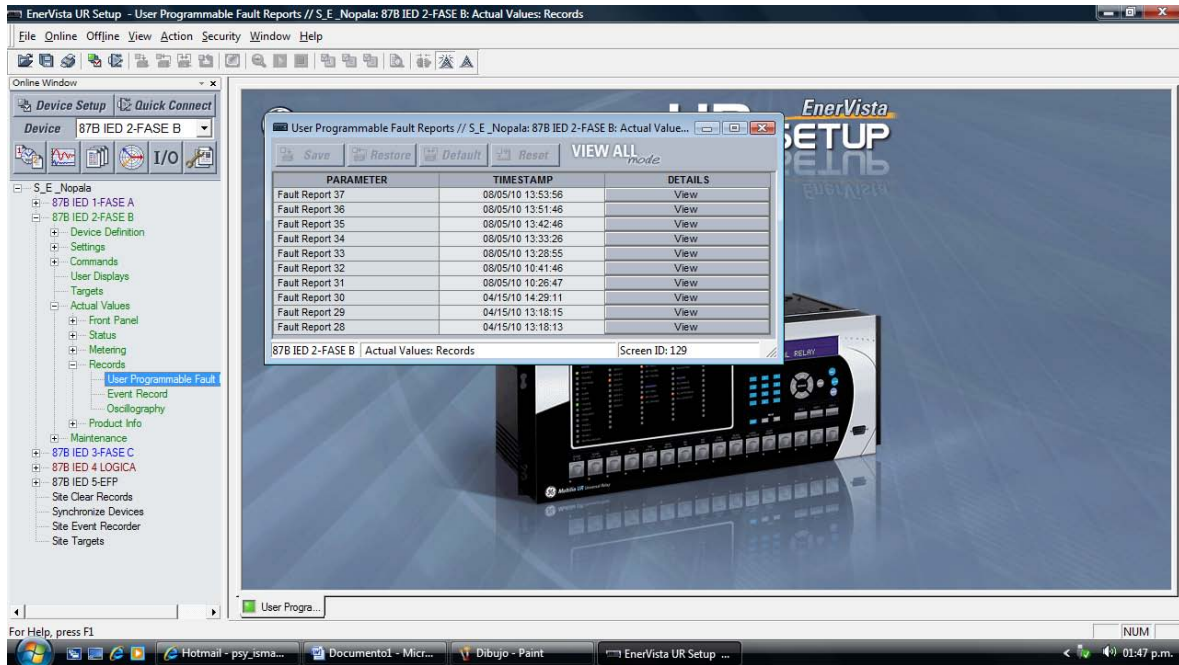 EnerVista UR Setup - User Programmable Fault Reports // S_E_Nopala: 87B IED 2-FASE B: Actual Values: Records
File Online Offline View Action Security Window Help
Online Window
Device Setup Quick Connect
Device 87B IED 2-FASE B
I/O
S_E_Nopala
87B IED 1-FASE A
87B IED 2-FASE B
Device Definition
Settings
Commands
User Displays
Targets
Actual Values
Front Panel
Status
Metering
Records
User Programmable Fault
Event Record
Oscillography
Product Info
Maintenance
87B IED 3-FASE C
87B IED 4 LOGICA
87B IED 5-EFP
Site Clear Records
Synchronize Devices
Site Event Recorder
Site Targets
EnerVista
SETUP
User Programmable Fault Reports // S_E_Nopala: 87B IED 2-FASE B: Actual Value...
Save Restore Default Reset VIEW ALL mode
PARAMETER TIMESTAMP DETAILS
Fault Report 37 08/05/10 13:53:56 View
Fault Report 36 08/05/10 13:51:46 View
Fault Report 35 08/05/10 13:42:46 View
Fault Report 34 08/05/10 13:33:26 View
Fault Report 33 08/05/10 13:28:55 View
Fault Report 32 08/05/10 10:41:46 View
Fault Report 31 08/05/10 10:26:47 View
Fault Report 30 04/15/10 14:29:11 View
Fault Report 29 04/15/10 13:18:15 View
Fault Report 28 04/15/10 13:18:13 View
87B IED 2-FASE B Actual Values: Records Screen ID: 129
RELAY
Multilin UR
User Progra...
For Help, press F1
NUM
Hotmail - psy_isma... Documento1 - Micr... Dibujo - Paint EnerVista UR Setup ...
01:47 p.m.